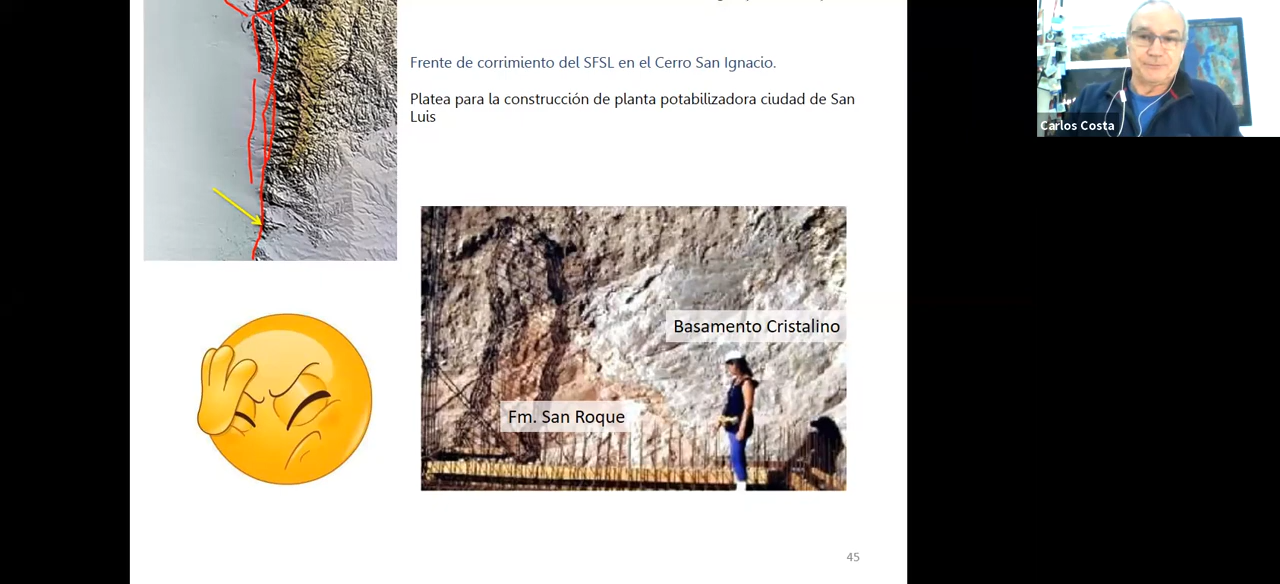 Frente de corrimiento del SFSL en el Cerro San Ignacio.
Platea para la construcción de planta potabilizadora ciudad de San
Luis
Carlos Costa
Basamento Cristalino
Fm. San Roque
45